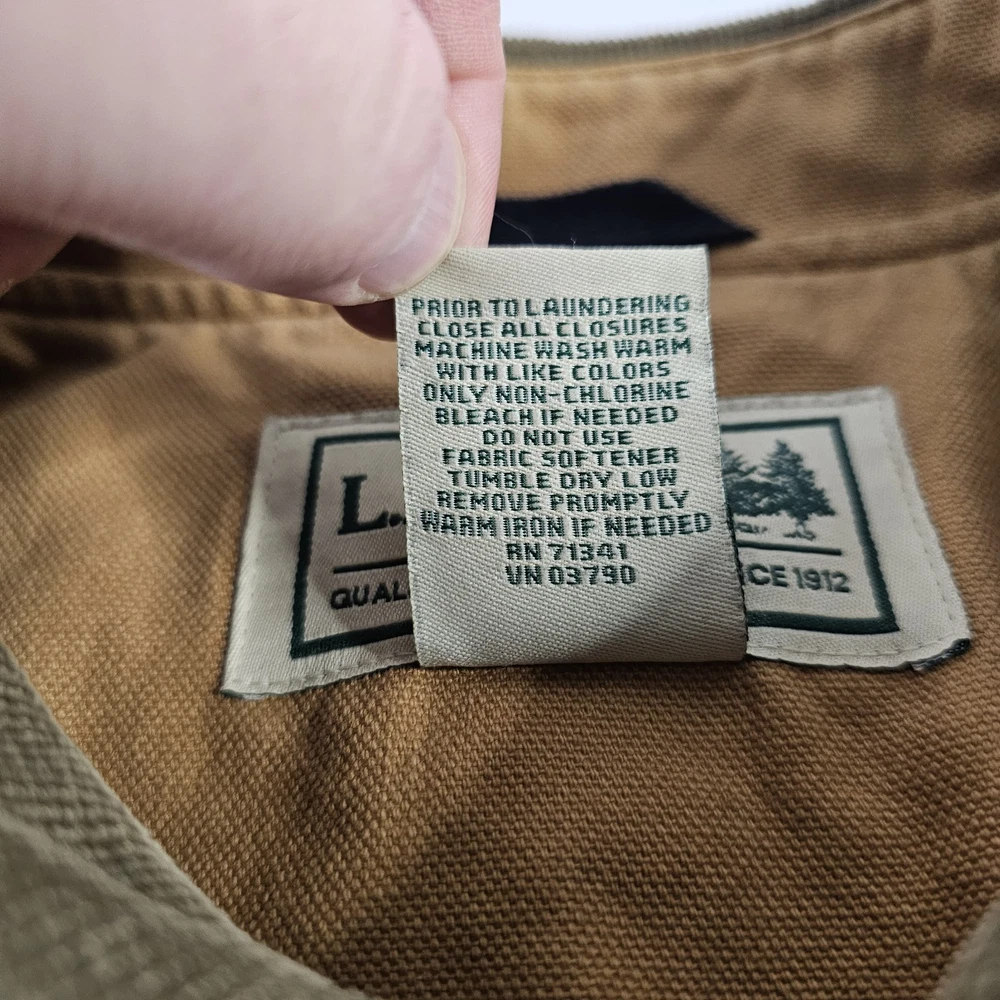 PRIOR TO LAUNDERING
CLOSE ALL CLOSURES
MACHINE WASH WARM
WITH LIKE COLORS
ONLY NON-CHLORINE
BLEACH IF NEEDED
DO NOT USE
FABRIC SOFTENER
TUMBLE DRY LOW
REMOVE PROMPTLY
WARM IRON IF NEEDED
RN 71341
VN 03790
L.
QUAL
CE 1912